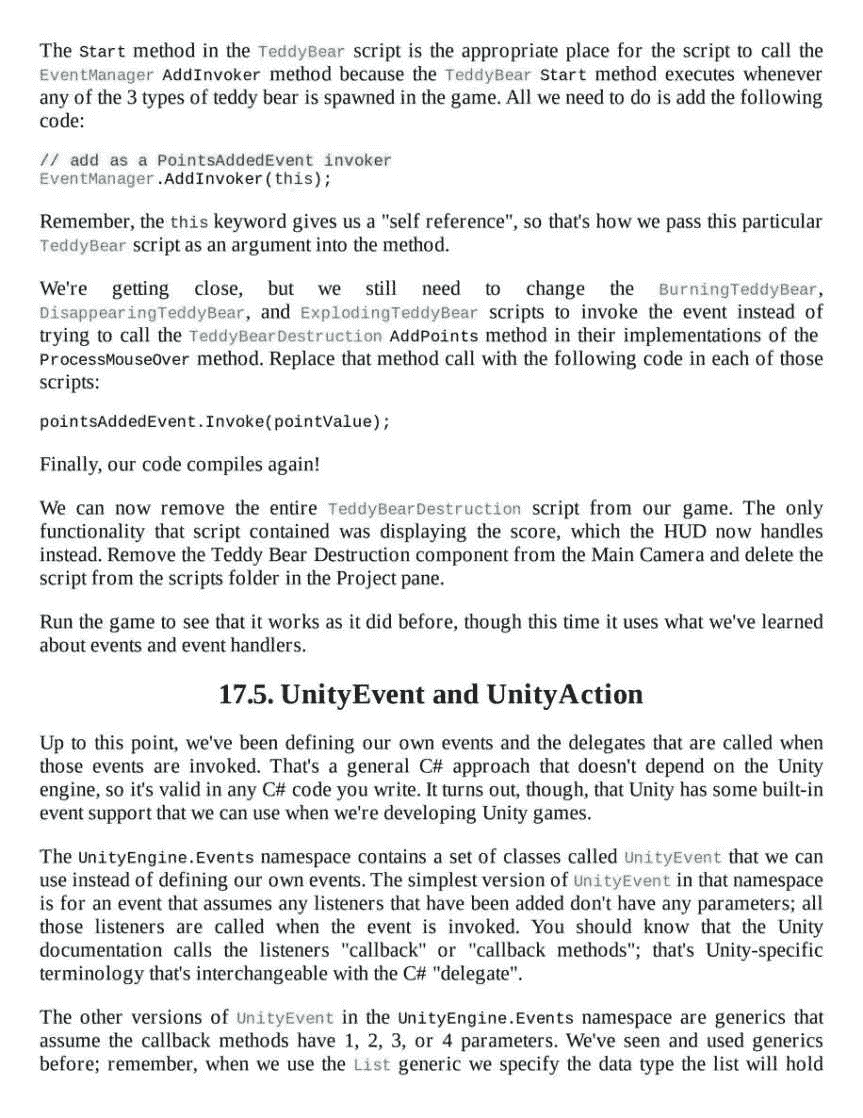 The Start method in the TeddyBear script is the appropriate place for the script to call the
EventManager AddInvoker method because the TeddyBear Start method executes whenever
any of the 3 types of teddy bear is spawned in the game. All we need to do is add the following
code:
// add as a PointsAddedEvent invoker
EventManager.AddInvoker(this);
Remember, the this keyword gives us a "self reference", so that's how we pass this particular
TeddyBear script as an argument into the method.
We're getting close, but we still need to change the BurningTeddyBear,
DisappearingTeddyBear, and ExplodingTeddyBear scripts to invoke the event instead of
trying to call the TeddyBearDestruction AddPoints method in their implementations of the
ProcessMouseOver method. Replace that method call with the following code in each of those
scripts:
pointsAddedEvent.Invoke(pointValue);
Finally, our code compiles again!
We can now remove the entire TeddyBearDestruction script from our game. The only
functionality that script contained was displaying the score, which the HUD now handles
instead. Remove the Teddy Bear Destruction component from the Main Camera and delete the
script from the scripts folder in the Project pane.
Run the game to see that it works as it did before, though this time it uses what we've learned
about events and event handlers.
17.5. UnityEvent and UnityAction
Up to this point, we've been defining our own events and the delegates that are called when
those events are invoked. That's a general C# approach that doesn't depend on the Unity
engine, so it's valid in any C# code you write. It turns out, though, that Unity has some built-in
event support that we can use when we're developing Unity games.
The UnityEngine.Events namespace contains a set of classes called UnityEvent that we can
use instead of defining our own events. The simplest version of UnityEvent in that namespace
is for an event that assumes any listeners that have been added don't have any parameters; all
those listeners are called when the event is invoked. You should know that the Unity
documentation calls the listeners "callback" or "callback methods"; that's Unity-specific
terminology that's interchangeable with the C# "delegate".
The other versions of UnityEvent in the UnityEngine.Events namespace are generics that
assume the callback methods have 1, 2, 3, or 4 parameters. We've seen and used generics
before; remember, when we use the List generic we specify the data type the list will hold